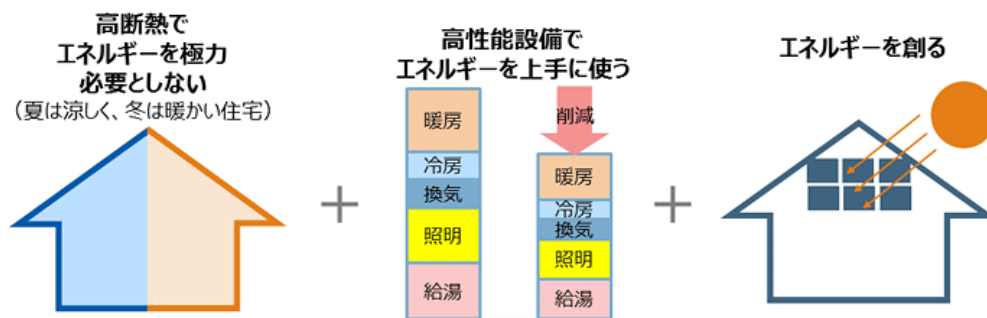 高断熱で
エネルギーを極力
必要としない
（夏は涼しく、冬は暖かい住宅）
高性能設備で
エネルギーを上手に使う
暖房
冷房
換気
照明
給湯
削減
暖房
冷房
換気
照明
給湯
エネルギーを創る